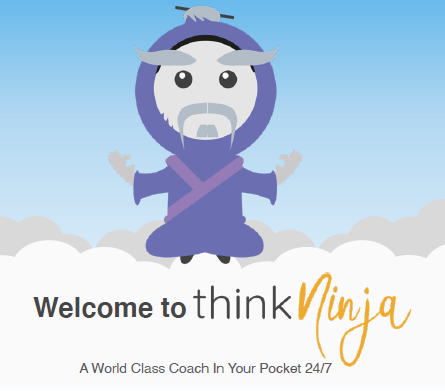 Welcome to thinkNinja
A World Class Coach In Your Pocket 24/7